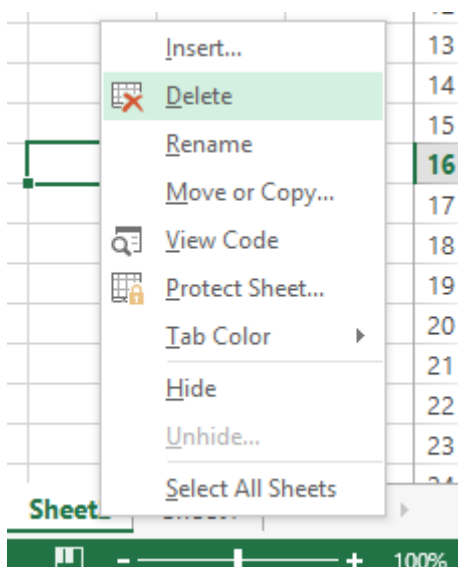 Insert...
Delete
Rename
Move or Copy...
View Code
Protect Sheet...
Tab Color
Hide
Unhide...
Select All Sheets
13
14
15
16
17
18
19
20
21
22
23
100%